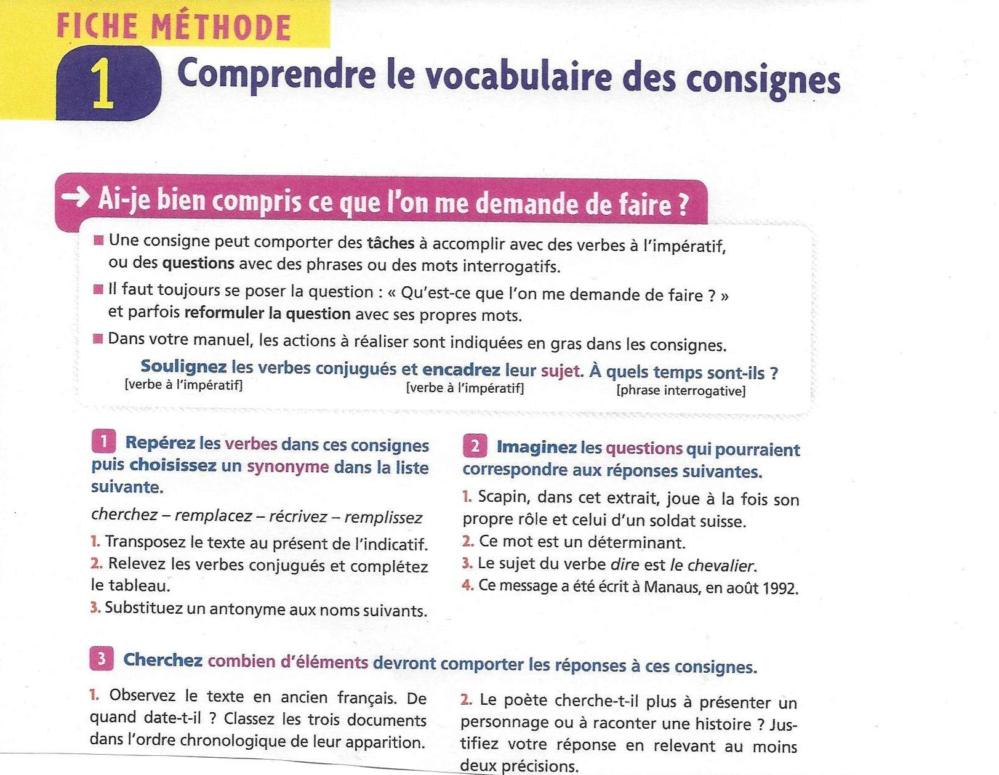 FICHE MÉTHODE
1 Comprendre le vocabulaire des consignes
→ Ai-je bien compris ce que l'on me demande de faire ?
■ Une consigne peut comporter des tâches à accomplir avec des verbes à l'impératif,
ou des questions avec des phrases ou des mots interrogatifs.
■ Il faut toujours se poser la question : « Qu'est-ce que l'on me demande de faire ? »
et parfois reformuler la question avec ses propres mots.
■ Dans votre manuel, les actions à réaliser sont indiquées en gras dans les consignes.
Soulignez les verbes conjugués et encadrez leur sujet. À quels temps sont-ils ?
[verbe à l'impératif] [verbe à l'impératif] [phrase interrogative]
1 Repérez les verbes dans ces consignes
puis choisissez un synonyme dans la liste
suivante.
cherchez – remplacez – récrivez – remplissez
1. Transposez le texte au présent de l'indicatif.
2. Relevez les verbes conjugués et complétez
le tableau.
3. Substituez un antonyme aux noms suivants.
2 Imaginez les questions qui pourraient
correspondre aux réponses suivantes.
1. Scapin, dans cet extrait, joue à la fois son
propre rôle et celui d'un soldat suisse.
2. Ce mot est un déterminant.
3. Le sujet du verbe dire est le chevalier.
4. Ce message a été écrit à Manaus, en août 1992.
3 Cherchez combien d'éléments devront comporter les réponses à ces consignes.
1. Observez le texte en ancien français. De
quand date-t-il ? Classez les trois documents
dans l'ordre chronologique de leur apparition.
2. Le poète cherche-t-il plus à présenter un
personnage ou à raconter une histoire ? Jus-
tifiez votre réponse en relevant au moins
deux précisions.